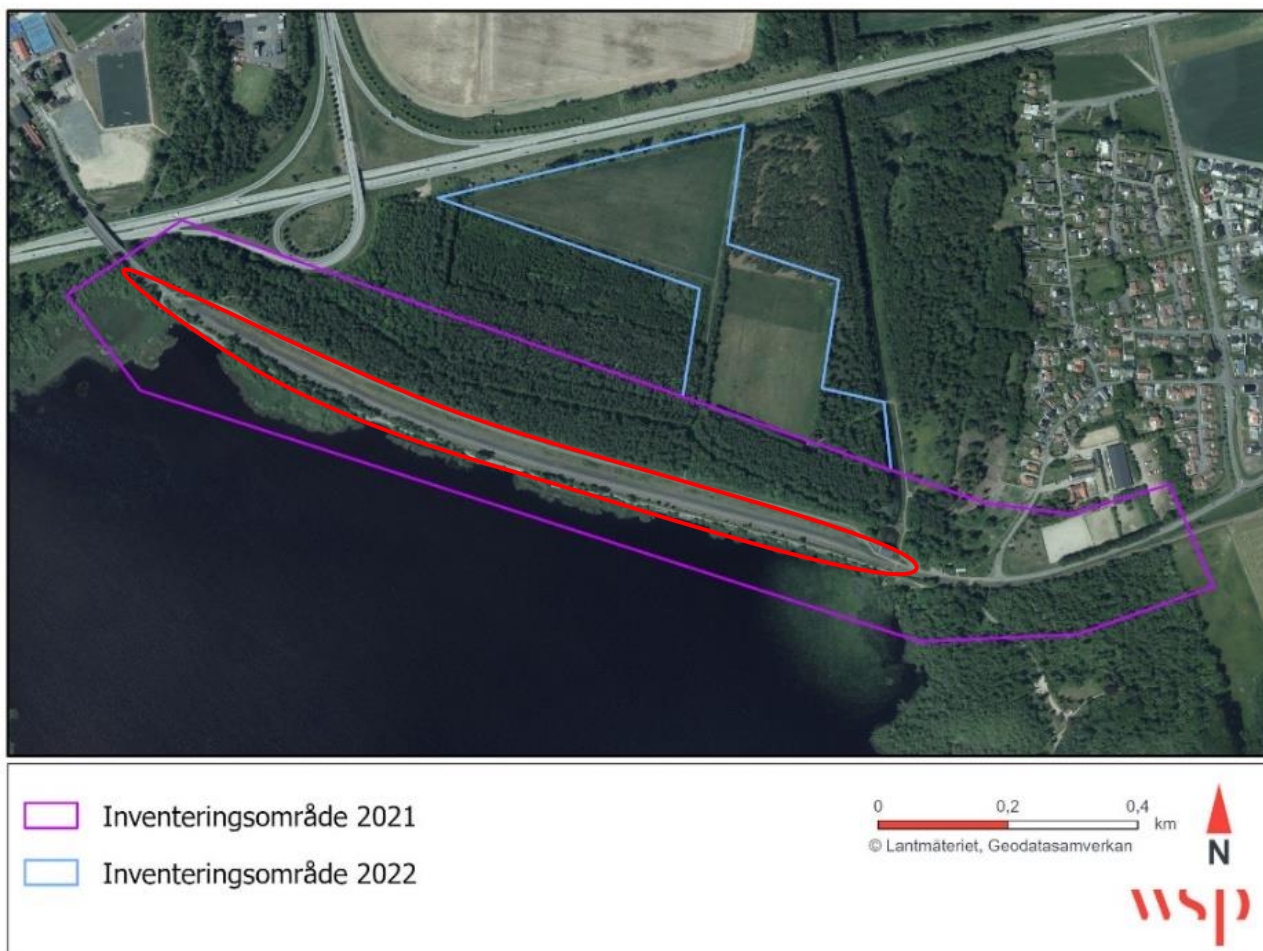 Inventeringsområde 2021
Inventeringsområde 2022
0 0,2 0,4
km
© Lantmäteriet, Geodatasamverkan
N
wsp